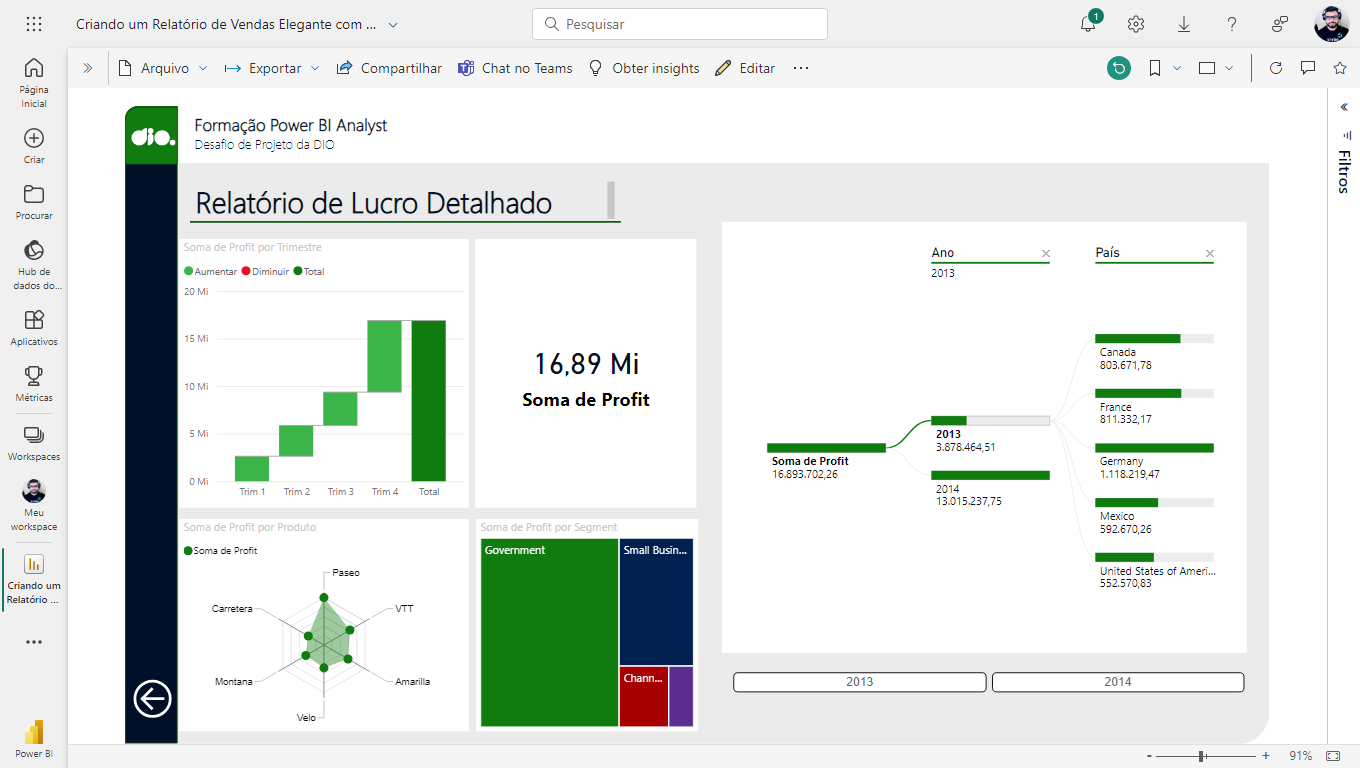 Criando um Relatório de Vendas Elegante com ...
Pesquisar
1
Página
Inicial
Criar
Procurar
Hub de
dados do...
Aplicativos
Métricas
Workspaces
Meu
workspace
Criando um
Relatório ...
Power BI
Arquivo
Exportar
Compartilhar
Chat no Teams
Obter insights
Editar
dio.
Formação Power BI Analyst
Desafio de Projeto da DIO
Relatório de Lucro Detalhado
Soma de Profit por Trimestre
Aumentar Diminuir Total
20 Mi
15 Mi
10 Mi
5 Mi
0 Mi
Trim 1 Trim 2 Trim 3 Trim 4 Total
16,89 Mi
Soma de Profit
Soma de Profit por Produto
Soma de Profit
Paseo
VTT
Amarilla
Velo
Montana
Carretera
Soma de Profit por Segment
Government
Small Busin...
Chann...
Ano
2013
País
Soma de Profit
16.893.702,26
2013
3.878.464,51
2014
13.015.237,75
Canada
803.671,78
France
811.332,17
Germany
1.118.219,47
Mexico
592.670,26
United States of Ameri...
552.570,83
2013
2014
Filtros
- + 91%